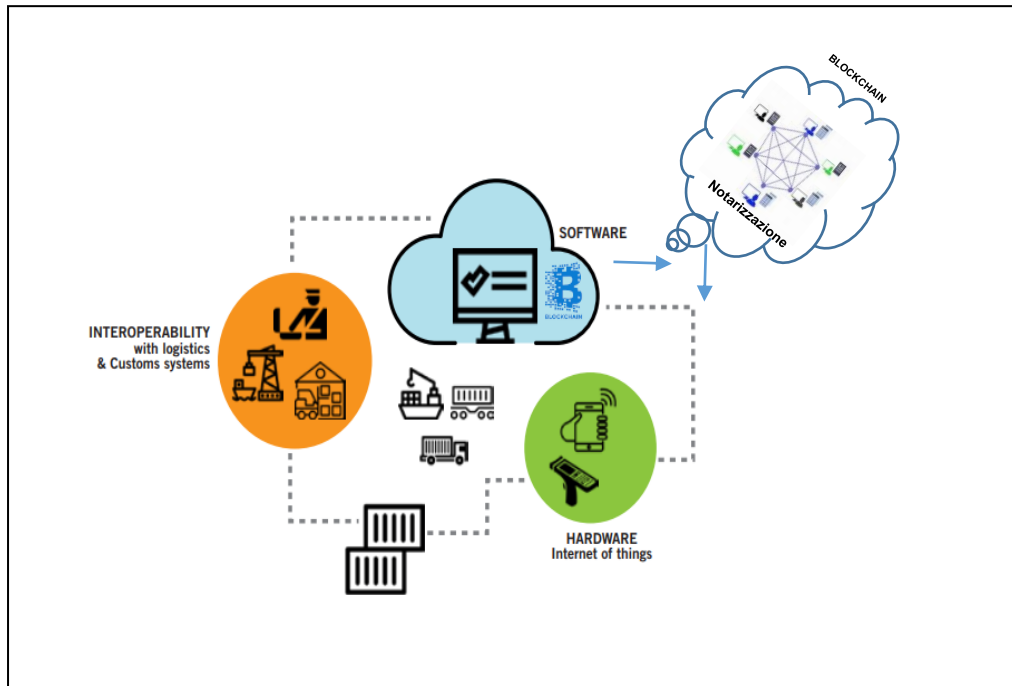 BLOCKCHAIN
Notarizzazione
SOFTWARE
BLOCKCHAIN
INTEROPERABILITY
with logistics
& Customs systems
HARDWARE
Internet of things